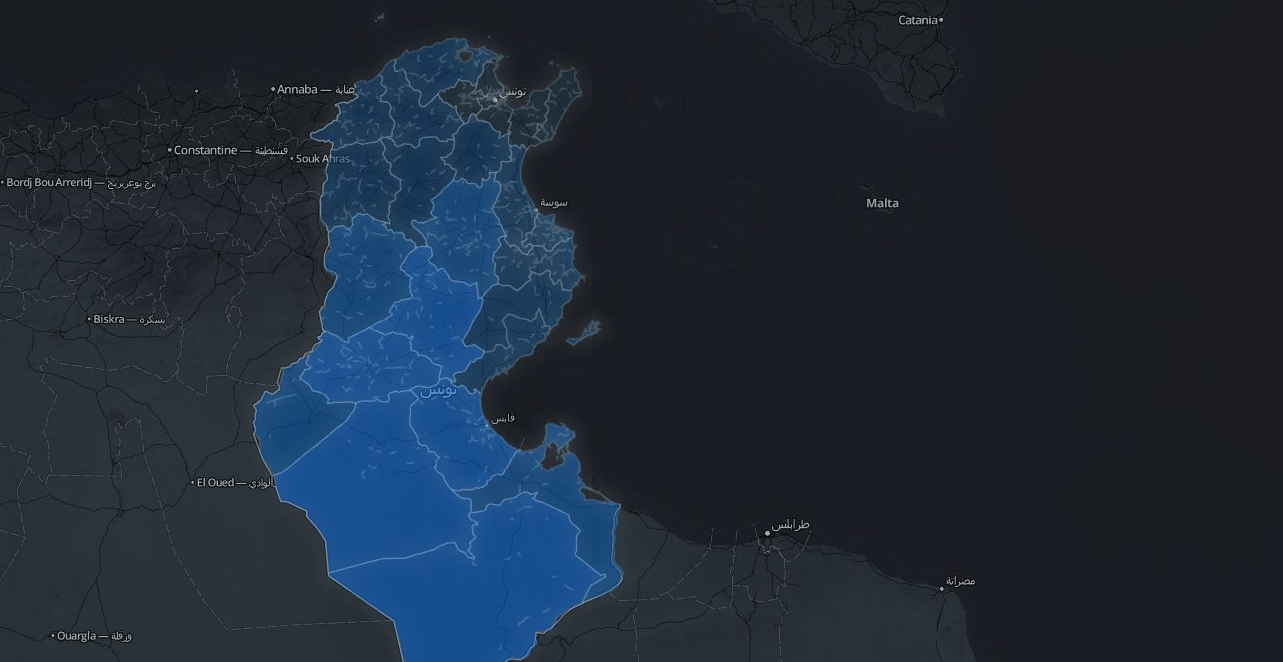 Catania
Annaba — عنابة
تونس
Constantine — قسنطينة
Souk Ahras
Bordj Bou Arreridj — برج بوعريريج
سوسة
Malta
Biskra — بسكرة
تونس
قابس
El Oued — الوادي
طرابلس
مصراتة
Ouargla — ورقلة